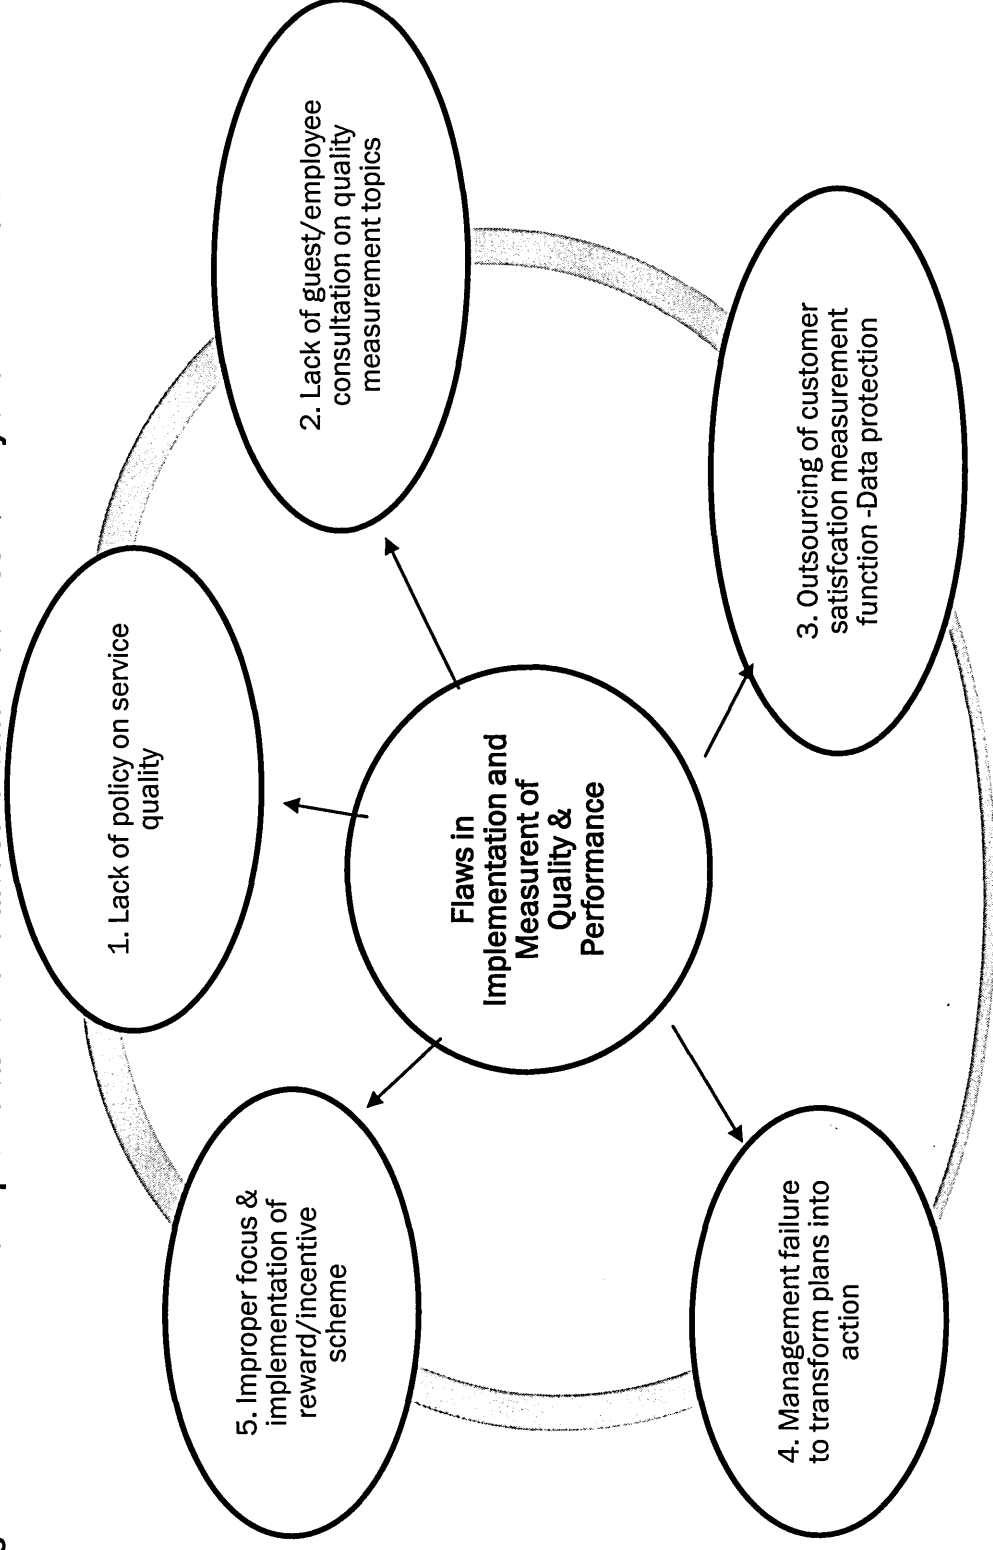 1. Lack of policy on service
quality
2. Lack of guest/employee
consultation on quality
measurement topics
Flaws in
Implementation and
Measurent of
Quality &
Performance
3. Outsourcing of customer
satisfcation measurement
function -Data protection
4. Management failure
to transform plans into
action
5. Improper focus &
implementation of
reward/incentive
scheme